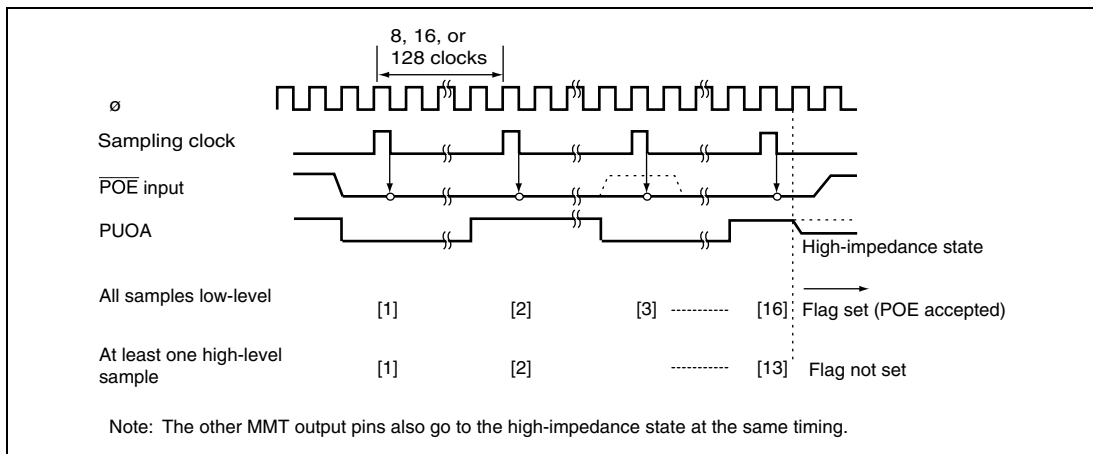 8, 16, or
128 clocks
ø
Sampling clock
POE input
PUOA
High-impedance state
All samples low-level [1] [2] [3] [16] Flag set (POE accepted)
At least one high-level
sample [1] [2] [13] Flag not set
Note: The other MMT output pins also go to the high-impedance state at the same timing.